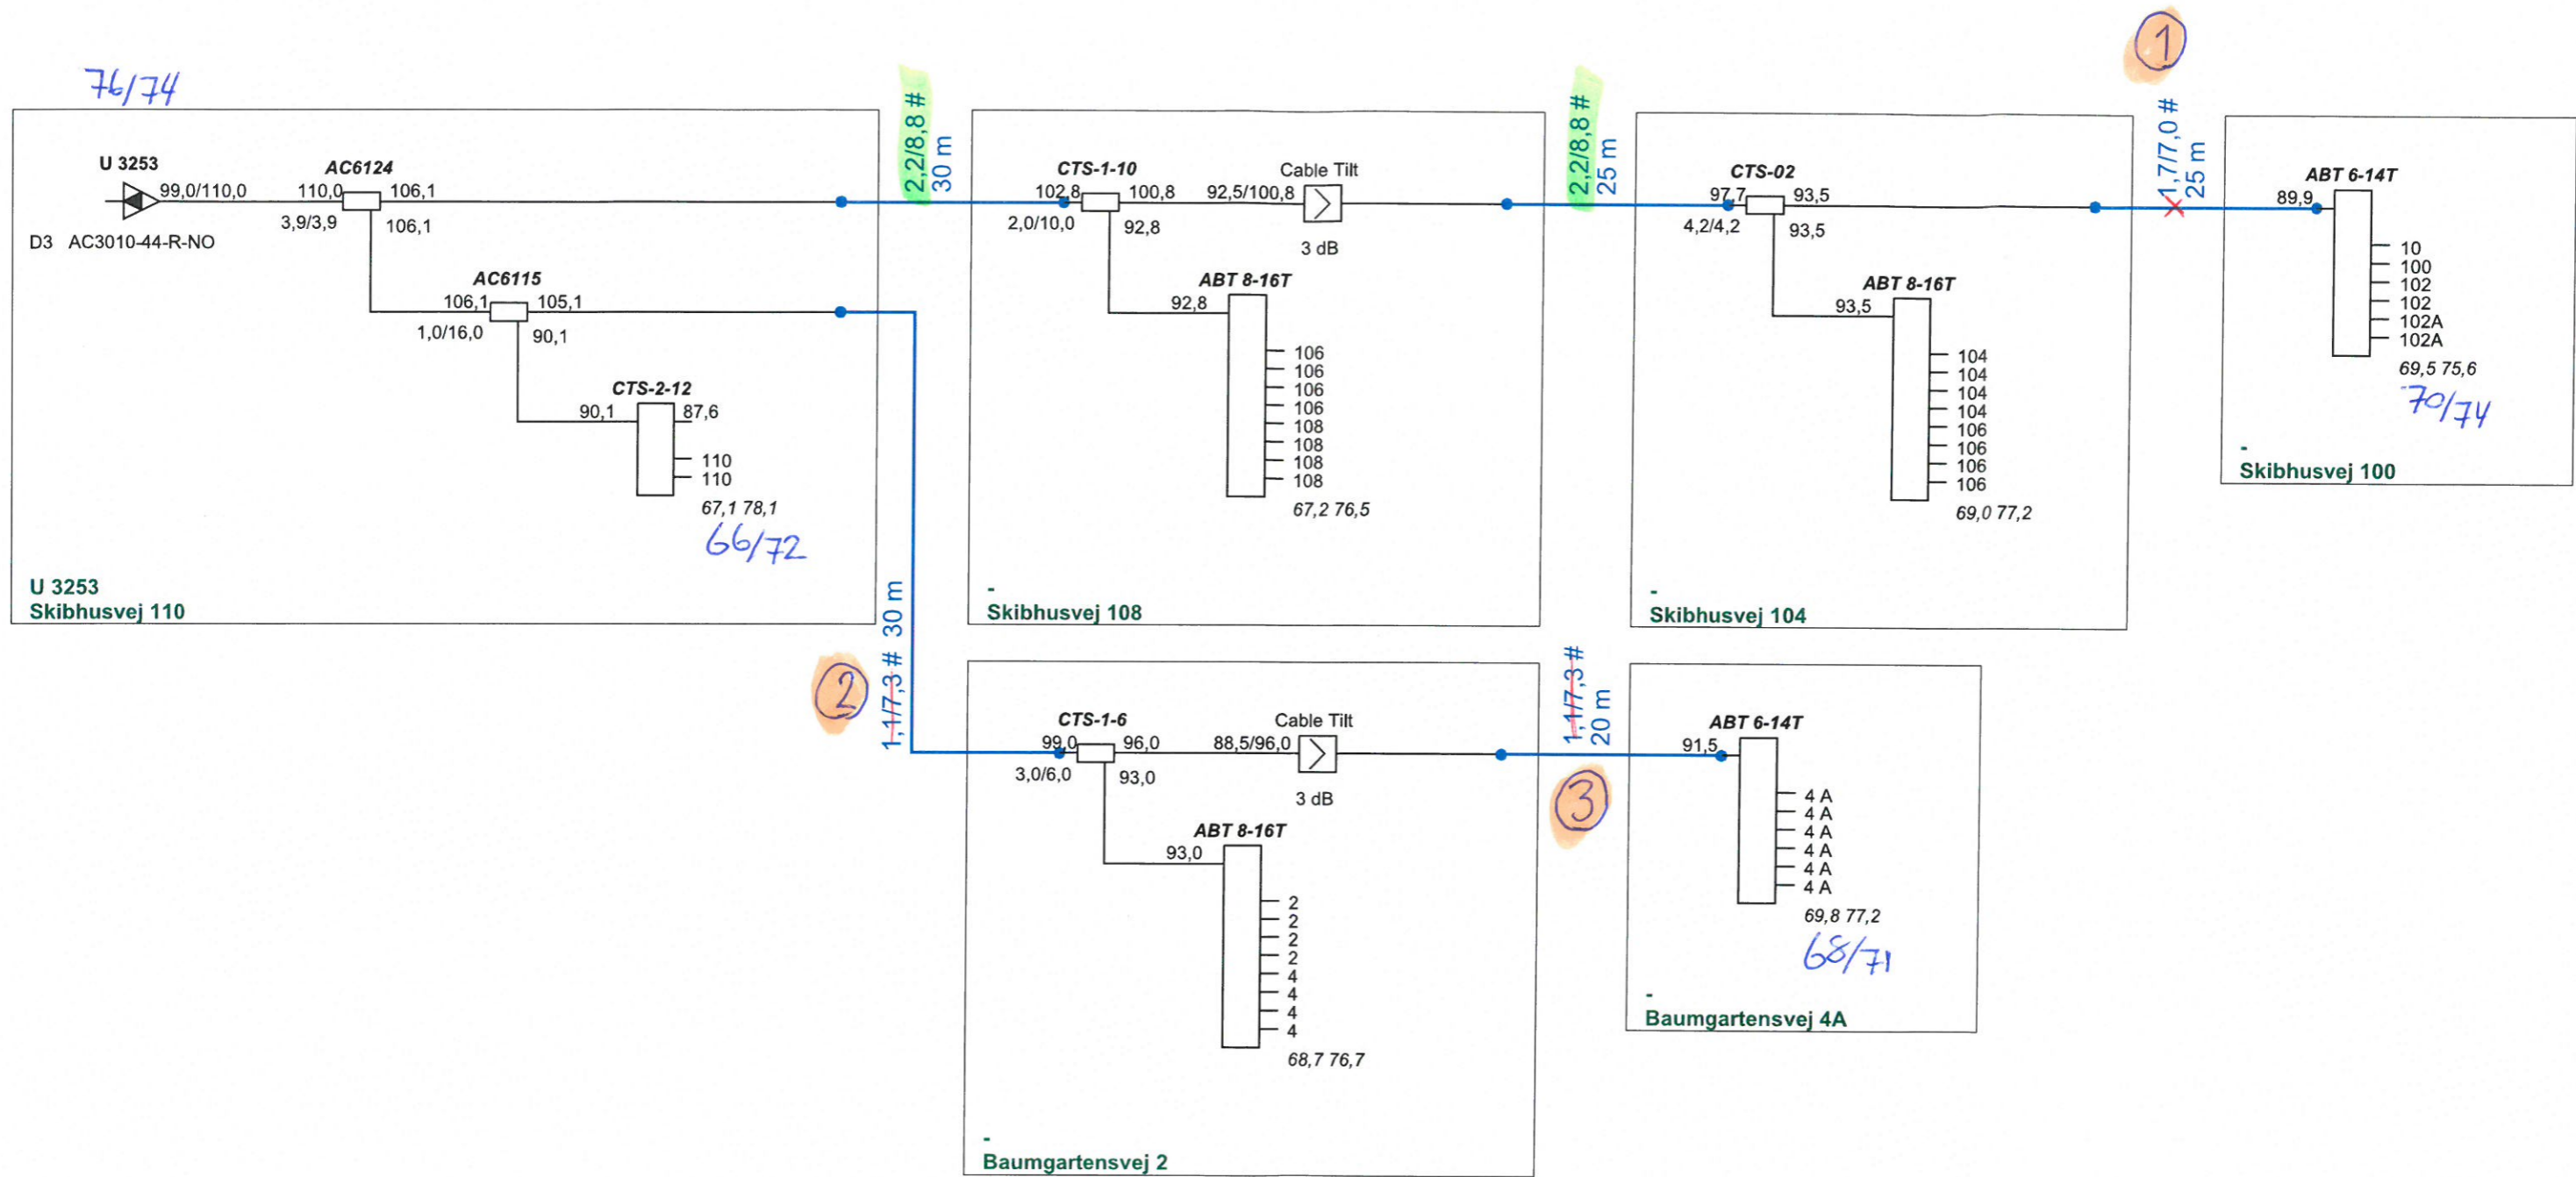 76/74
U 3253
99,0/110,0
D3 AC3010-44-R-NO
AC6124
110,0
106,1
3,9/3,9
106,1
AC6115
106,1
105,1
1,0/16,0
90,1
CTS-2-12
90,1
87,6
110
110
67,1 78,1
66/72
U 3253
Skibhusvej 110
2,2/8,8 #
30 m
CTS-1-10
102,8
100,8
2,0/10,0
92,8
92,5/100,8
Cable Tilt
3 dB
ABT 8-16T
92,8
106
106
106
106
108
108
108
108
67,2 76,5
-
Skibhusvej 108
2,2/8,8 #
25 m
CTS-02
97,7
93,5
4,2/4,2
93,5
ABT 8-16T
93,5
104
104
104
104
106
106
106
106
69,0 77,2
-
Skibhusvej 104
1
1,7/7,0 #
25 m
ABT 6-14T
89,9
10
100
102
102
102A
102A
69,5 75,6
70/74
-
Skibhusvej 100
2
1,1/7,3 # 30 m
CTS-1-6
99,0
96,0
3,0/6,0
93,0
88,5/96,0
Cable Tilt
3 dB
ABT 8-16T
93,0
2
2
2
2
4
4
4
4
68,7 76,7
-
Baumgartensvej 2
1,1/7,3 #
20 m
3
ABT 6-14T
91,5
4 A
4 A
4 A
4 A
4 A
4 A
69,8 77,2
68/71
-
Baumgartensvej 4A